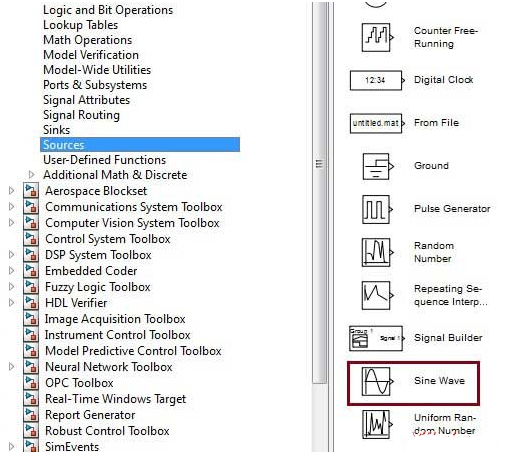 Logic and Bit Operations
Lookup Tables
Math Operations
Model Verification
Model-Wide Utilities
Ports & Subsystems
Signal Attributes
Signal Routing
Sinks
Sources
User-Defined Functions
Additional Math & Discrete
Aerospace Blockset
Communications System Toolbox
Computer Vision System Toolbox
Control System Toolbox
DSP System Toolbox
Embedded Coder
Fuzzy Logic Toolbox
HDL Verifier
Image Acquisition Toolbox
Instrument Control Toolbox
Model Predictive Control Toolbox
Neural Network Toolbox
OPC Toolbox
Real-Time Windows Target
Report Generator
Robust Control Toolbox
SimEvents
Counter Free-
Running
12:34
Digital Clock
untitled.mat
From File
Ground
Pulse Generator
Random
Number
Repeating Se-
quence Interp...
Group 1
Signal 1
Signal Builder
Sine Wave
Uniform Ran-
dom Number